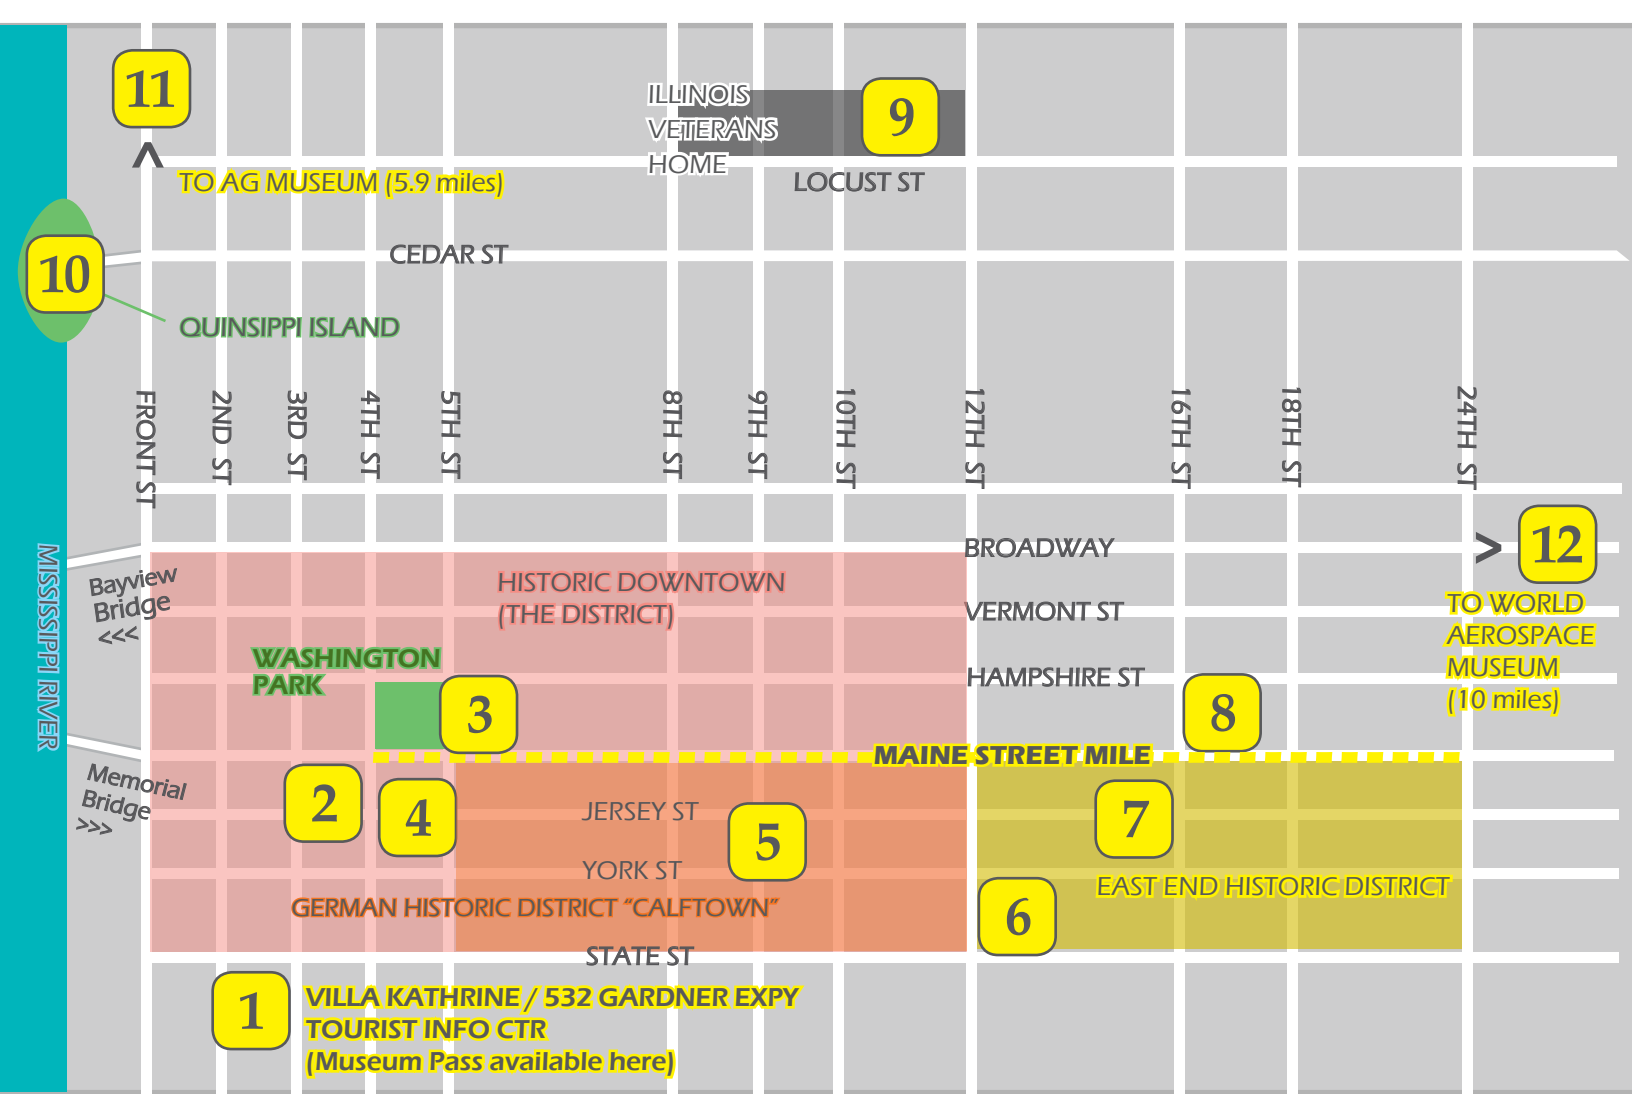 11
ILLINOIS
VETERANS
HOME
9
TO AG MUSEUM (5.9 miles)
LOCUST ST
10
CEDAR ST
QUINSIPPI ISLAND
FRONT ST
2ND ST
3RD ST
4TH ST
5TH ST
8TH ST
9TH ST
10TH ST
12TH ST
16TH ST
18TH ST
24TH ST
MISSISSIPPI RIVER
BROADWAY
>
12
Bayview
Bridge
<<<
HISTORIC DOWNTOWN
(THE DISTRICT)
VERMONT ST
TO WORLD
AEROSPACE
MUSEUM
(10 miles)
WASHINGTON
PARK
3
HAMPSHIRE ST
8
MAINE STREET MILE
Memorial
Bridge
>>>
2
4
JERSEY ST
5
7
YORK ST
EAST END HISTORIC DISTRICT
GERMAN HISTORIC DISTRICT “CALFTOWN”
6
STATE ST
1
VILLA KATHRINE / 532 GARDNER EXPY
TOURIST INFO CTR
(Museum Pass available here)